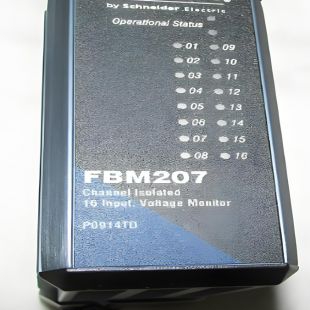 by Schneider Electric
Operational Status
01 09
02 10
03 11
04 12
05 13
06 14
07 15
08 16
FBM207
Channel Isolated
16 Input, Voltage Monitor
P0914TD